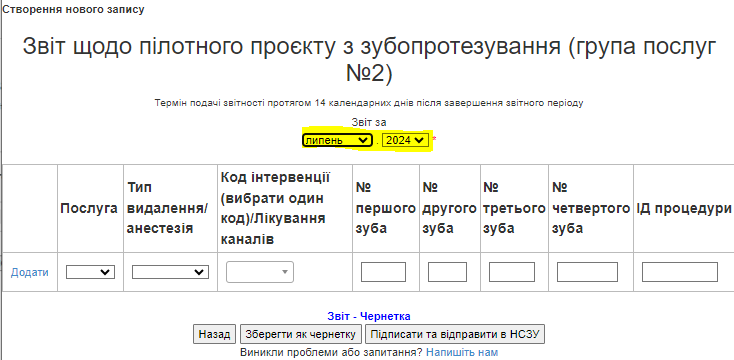 Створення нового запису
Звіт щодо пілотного проєкту з зубопротезування (група послуг
№2)
Термін подачі звітності протягом 14 календарних днів після завершення звітного періоду
Звіт за
липень . 2024 *
Послуга
Тип
видалення/
анестезія
Код інтервенції
(вибрати один
код)/Лікування
каналів
№
першого
зуба
№
другого
зуба
№
третього
зуба
№
четвертого
зуба
ІД процедури
Додати
Звіт - Чернетка
Назад Зберегти як чернетку Підписати та відправити в НСЗУ
Виникли проблеми або запитання? Напишіть нам